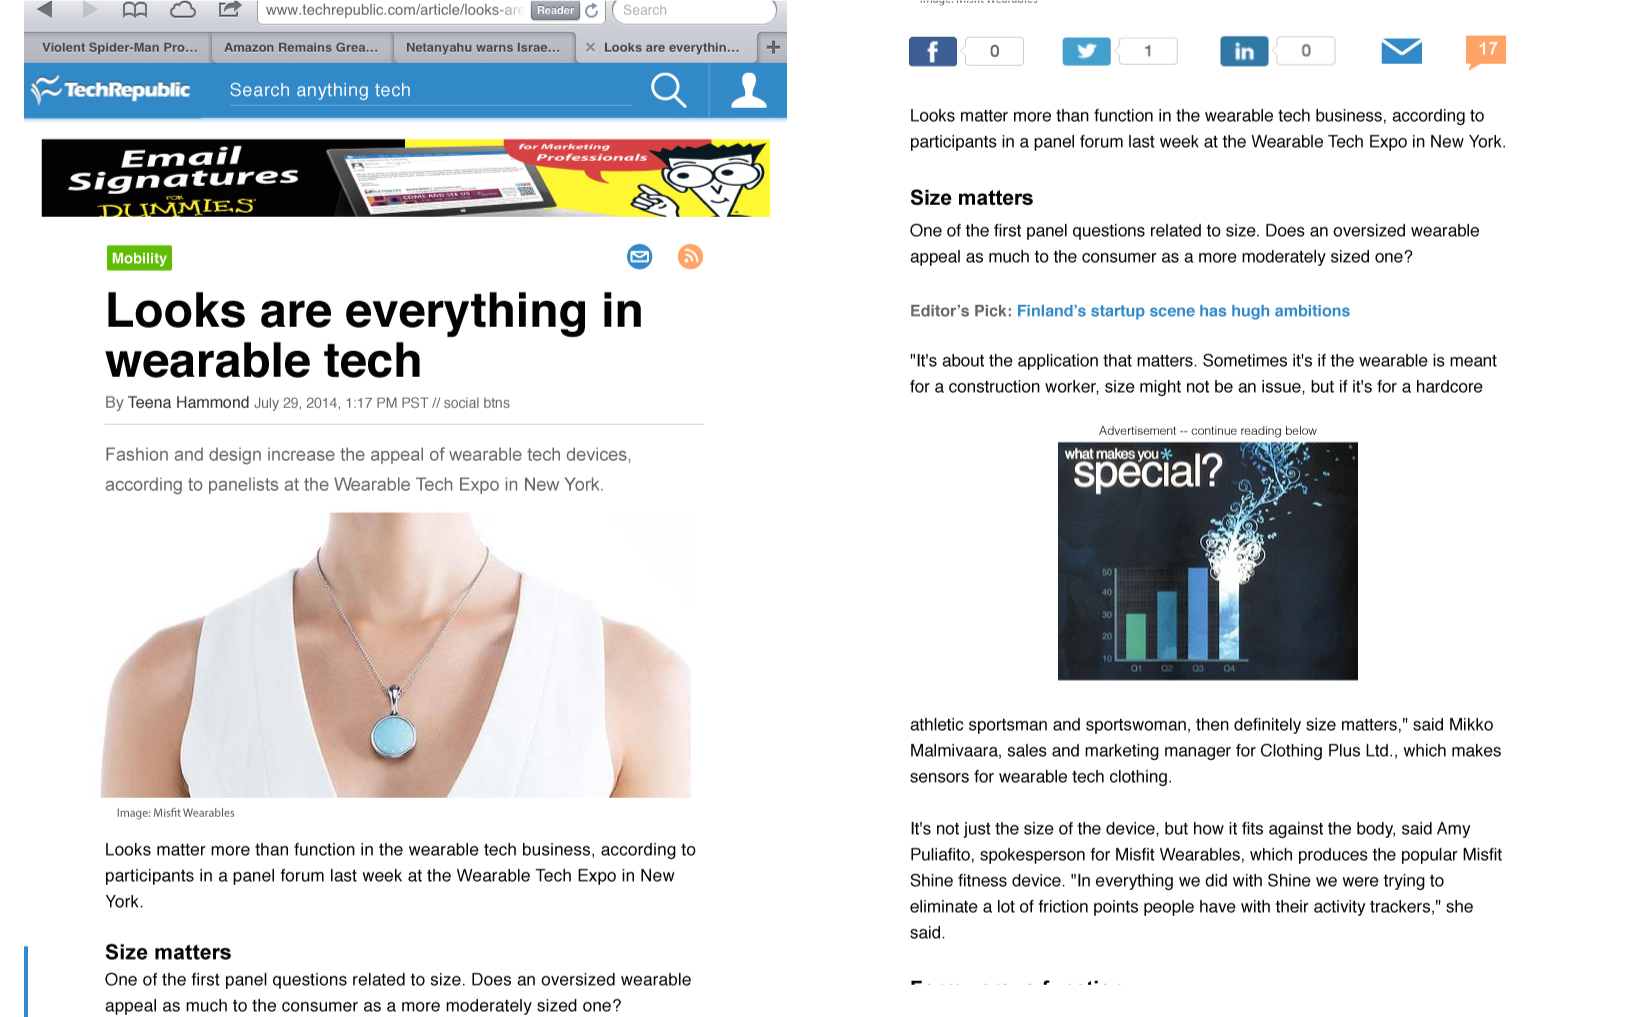 www.techrepublic.com/article/looks-are
Reader
Search
Violent Spider-Man Pro...
Amazon Remains Grea...
Netanyahu warns Israe...
Looks are everythin...
TechRepublic
Search anything tech
Email
Signatures
FOR
DUMMIES
for Marketing
Professionals
COME AND SEE US
Mobility
Looks are everything in
wearable tech
By Teena Hammond July 29, 2014, 1:17 PM PST // social btns
Fashion and design increase the appeal of wearable tech devices,
according to panelists at the Wearable Tech Expo in New York.
Image: Misfit Wearables
Looks matter more than function in the wearable tech business, according to
participants in a panel forum last week at the Wearable Tech Expo in New
York.
Size matters
One of the first panel questions related to size. Does an oversized wearable
appeal as much to the consumer as a more moderately sized one?
Image: Misfit Wearables
f 0
1
in 0
17
Looks matter more than function in the wearable tech business, according to
participants in a panel forum last week at the Wearable Tech Expo in New York.
Size matters
One of the first panel questions related to size. Does an oversized wearable
appeal as much to the consumer as a more moderately sized one?
Editor's Pick: Finland's startup scene has hugh ambitions
"It's about the application that matters. Sometimes it's if the wearable is meant
for a construction worker, size might not be an issue, but if it's for a hardcore
Advertisement -- continue reading below
what makes you*
special?
50
40
30
20
10
Q1 Q2 Q3 Q4
athletic sportsman and sportswoman, then definitely size matters," said Mikko
Malmivaara, sales and marketing manager for Clothing Plus Ltd., which makes
sensors for wearable tech clothing.
It's not just the size of the device, but how it fits against the body, said Amy
Puliafito, spokesperson for Misfit Wearables, which produces the popular Misfit
Shine fitness device. "In everything we did with Shine we were trying to
eliminate a lot of friction points people have with their activity trackers," she
said.